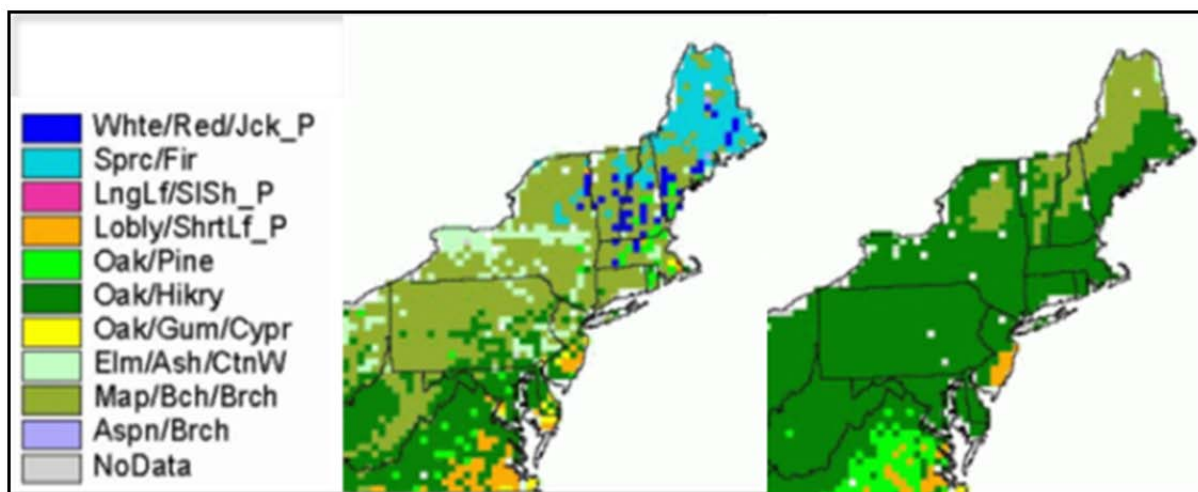 Whte/Red/Jck_P
Sprc/Fir
LngLf/SlSh_P
Lobly/ShrtLf_P
Oak/Pine
Oak/Hikry
Oak/Gum/Cypr
Elm/Ash/CtnW
Map/Bch/Brch
Aspn/Brch
NoData